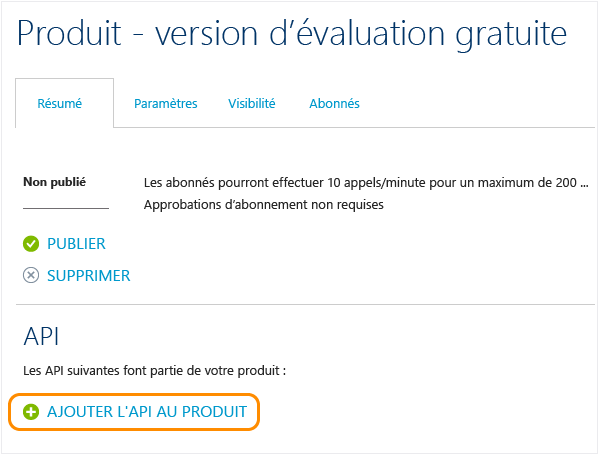 Produit - version d’évaluation gratuite
Résumé Paramètres Visibilité Abonnés
Non publié Les abonnés pourront effectuer 10 appels/minute pour un maximum de 200 ...
Approbations d’abonnement non requises
PUBLIER
SUPPRIMER
API
Les API suivantes font partie de votre produit :
AJOUTER L'API AU PRODUIT